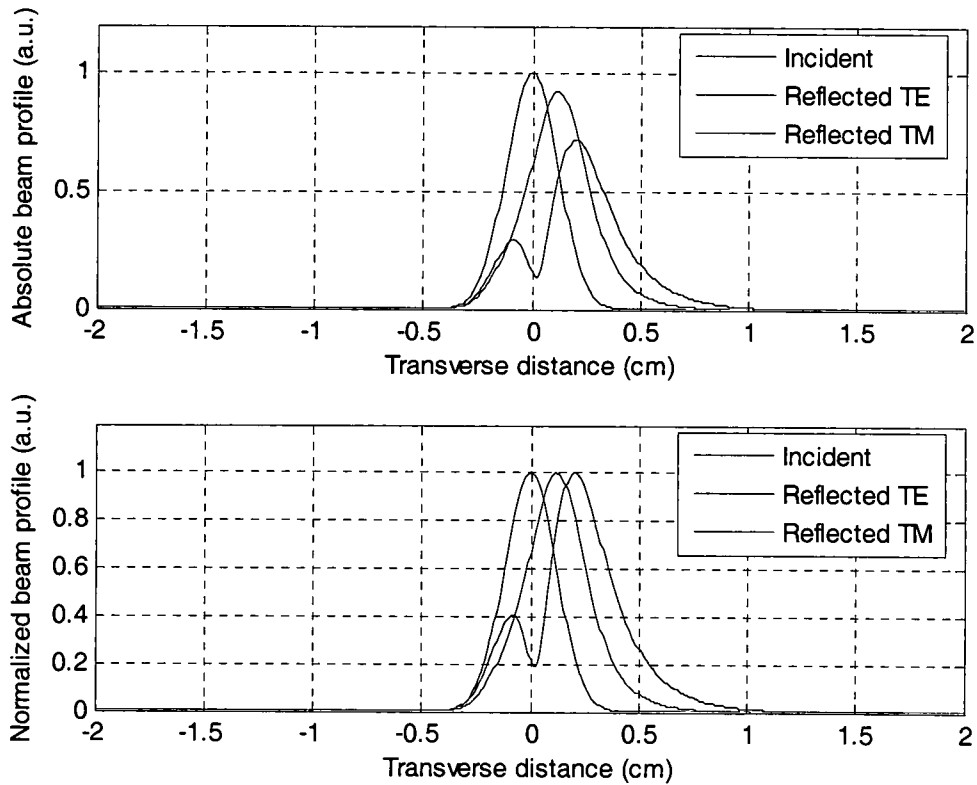 Absolute beam profile (a.u.)
1
0.5
0
Incident
Reflected TE
Reflected TM
-2 -1.5 -1 -0.5 0 0.5 1 1.5 2
Transverse distance (cm)
Normalized beam profile (a.u.)
1
0.8
0.6
0.4
0.2
0
Incident
Reflected TE
Reflected TM
-2 -1.5 -1 -0.5 0 0.5 1 1.5 2
Transverse distance (cm)